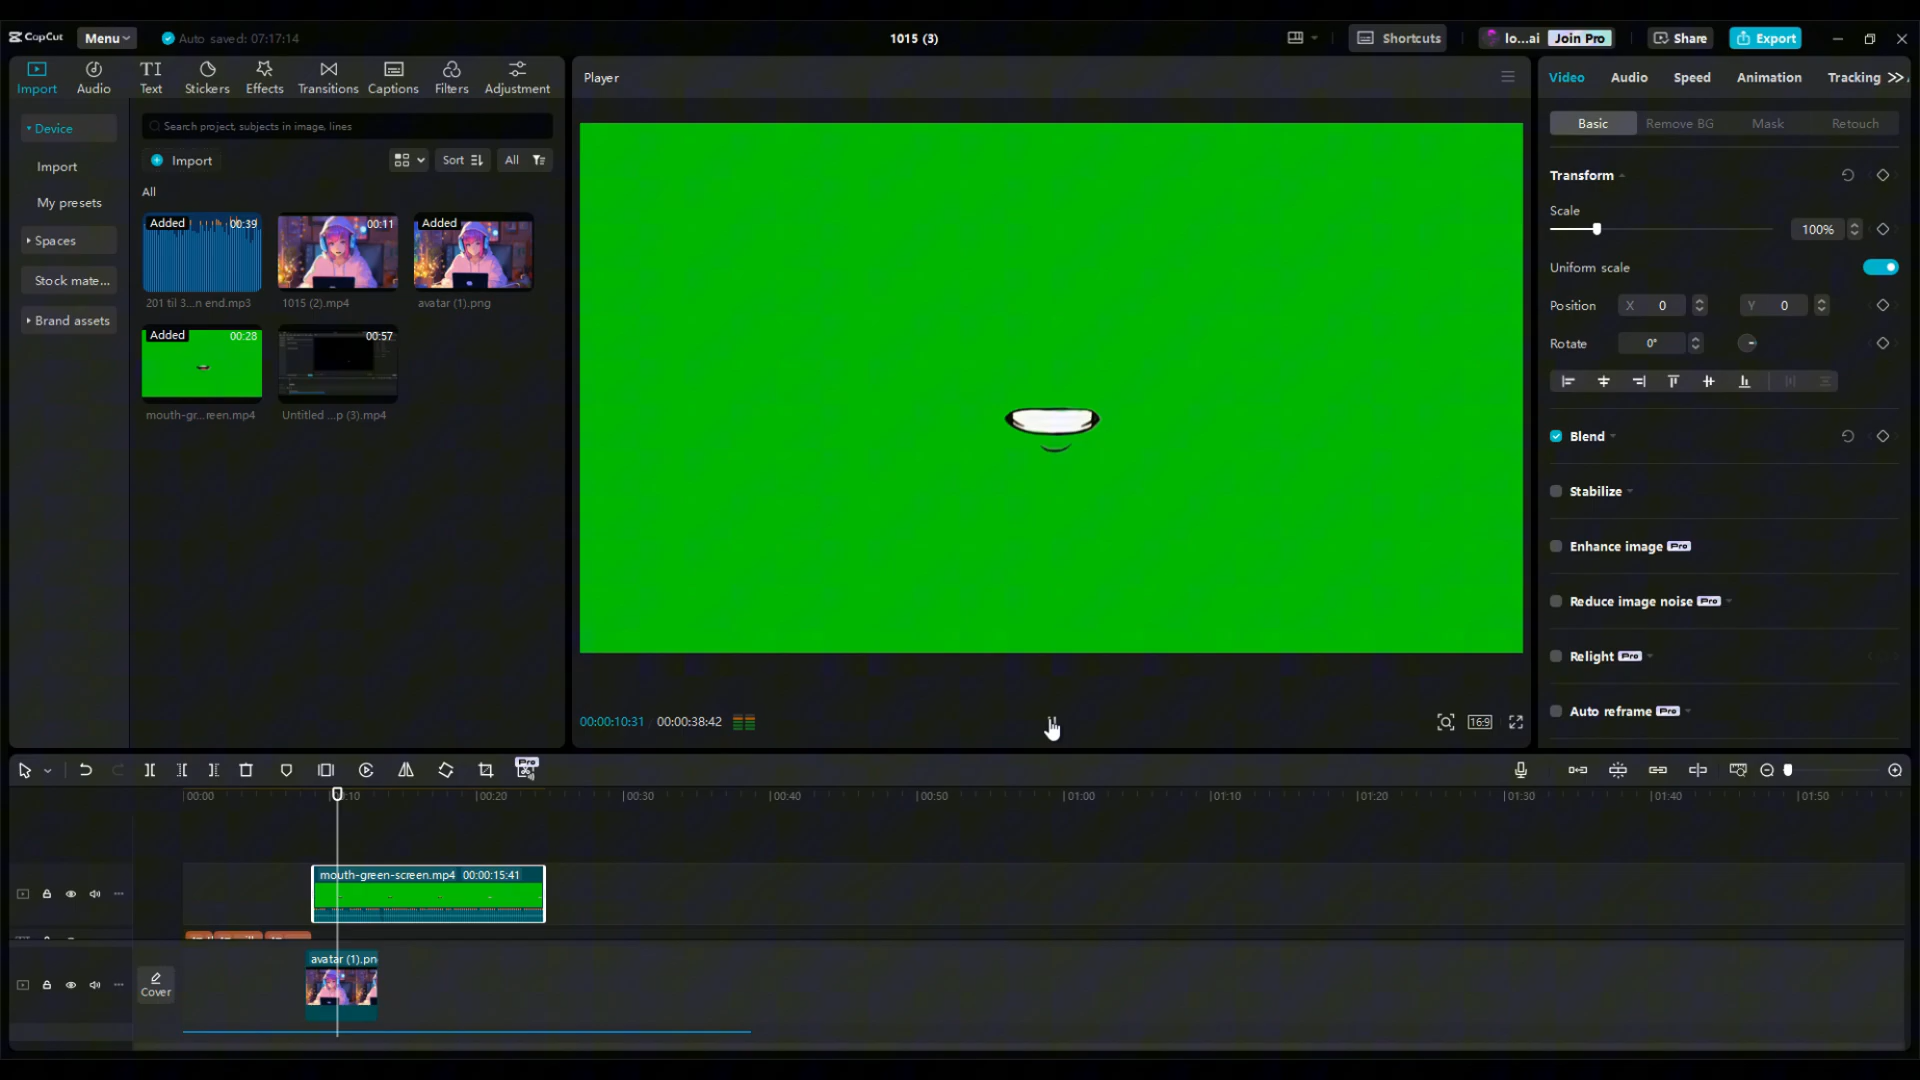 CapCut
Menu
Auto saved: 07:17:14
1015 (3)
Shortcuts
lo...ai
Join Pro
Share
Export
Import
Audio
Text
Stickers
Effects
Transitions
Captions
Filters
Adjustment
Player
Video
Audio
Speed
Animation
Tracking
Device
Import
My presets
Spaces
Stock mate...
Brand assets
Search project, subjects in image, lines
Import
Sort
All
All
Added
00:39
201 til 3...n end.mp3
00:11
1015 (2).mp4
Added
avatar (1).png
Added
00:28
mouth-gr...reen.mp4
00:57
Untitled ...p (3).mp4
00:00:10:31
00:00:38:42
16:9
Basic
Remove BG
Mask
Retouch
Transform
Scale
100%
Uniform scale
Position
X 0
Y 0
Rotate
0°
Blend
Stabilize
Enhance image Pro
Reduce image noise Pro
Relight Pro
Auto reframe Pro
Pro
00:00
00:20
00:30
00:40
00:50
01:00
01:10
01:20
01:30
01:40
01:50
mouth-green-screen.mp4 00:00:15:41
avatar (1).pn
Cover